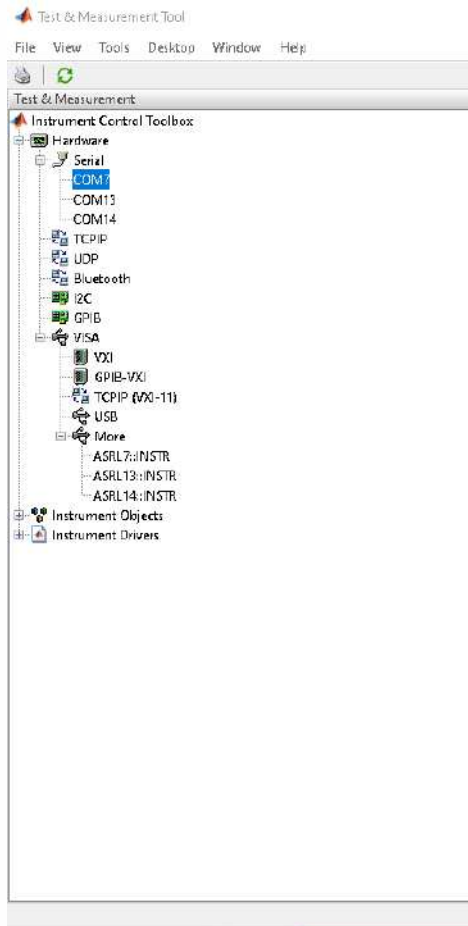 Test & Measurement Tool
File View Tools Desktop Window Help
Test & Measurement
Instrument Control Toolbox
Hardware
Serial
COM7
COM13
COM14
TCPIP
UDP
Bluetooth
I2C
GPIB
VISA
VXI
GPIB-VXI
TCPIP (VXI-11)
USB
More
ASRL7::INSTR
ASRL13::INSTR
ASRL14::INSTR
Instrument Objects
Instrument Drivers